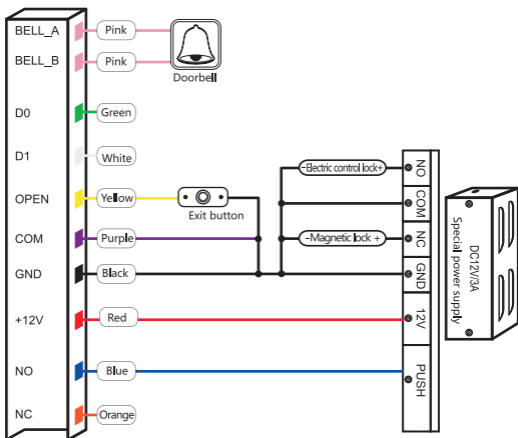 BELL_A Pink
BELL_B Pink
Doorbell
D0 Green
D1 White
OPEN Yellow
Exit button
COM Purple
GND Black
+12V Red
NO Blue
NC Orange
-Electric control lock+
-Magnetic lock +
NO
COM
NC
GND
12V
PUSH
DC12V/3A
Special power supply